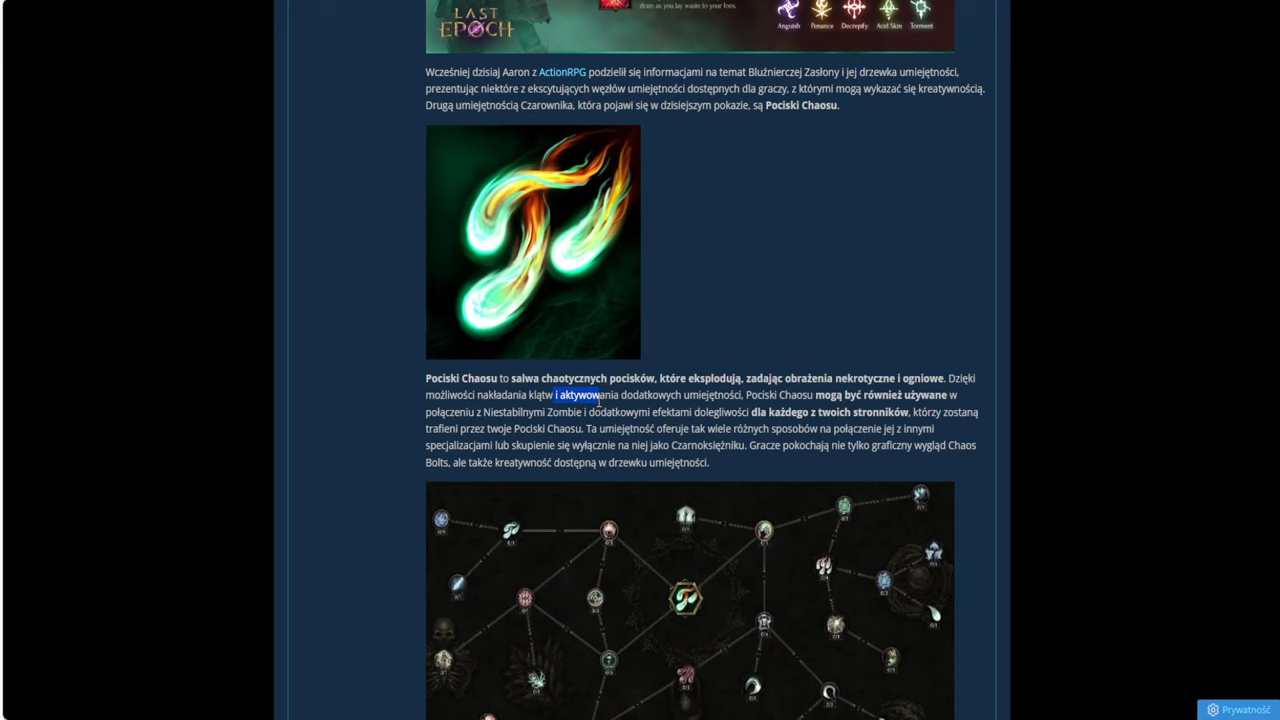 LAST
EPOCH
drain as you lay waste to your foes.
Anguish Penance Decrepify Acid Skin Torment
Wcześniej dzisiaj Aaron z ActionRPG podzielił się informacjami na temat Bluźnierczej Zasłony i jej drzewka umiejętności,
prezentując niektóre z ekscytujących węzłów umiejętności dostępnych dla graczy, z którymi mogą wykazać się kreatywnością.
Drugą umiejętnością Czarownika, która pojawi się w dzisiejszym pokazie, są Pociski Chaosu.
Pociski Chaosu to salwa chaotycznych pocisków, które eksplodują, zadając obrażenia nekrotyczne i ogniowe. Dzięki
możliwości nakładania klątw i aktywowania dodatkowych umiejętności, Pociski Chaosu mogą być również używane w
połączeniu z Niestabilnymi Zombie i dodatkowymi efektami dolegliwości dla każdego z twoich stronników, którzy zostaną
trafieni przez twoje Pociski Chaosu. Ta umiejętność oferuje tak wiele różnych sposobów na połączenie jej z innymi
specjalizacjami lub skupienie się wyłącznie na niej jako Czarnoksiężniku. Gracze pokochają nie tylko graficzny wygląd Chaos
Bolts, ale także kreatywność dostępną w drzewku umiejętności.
Prywatność